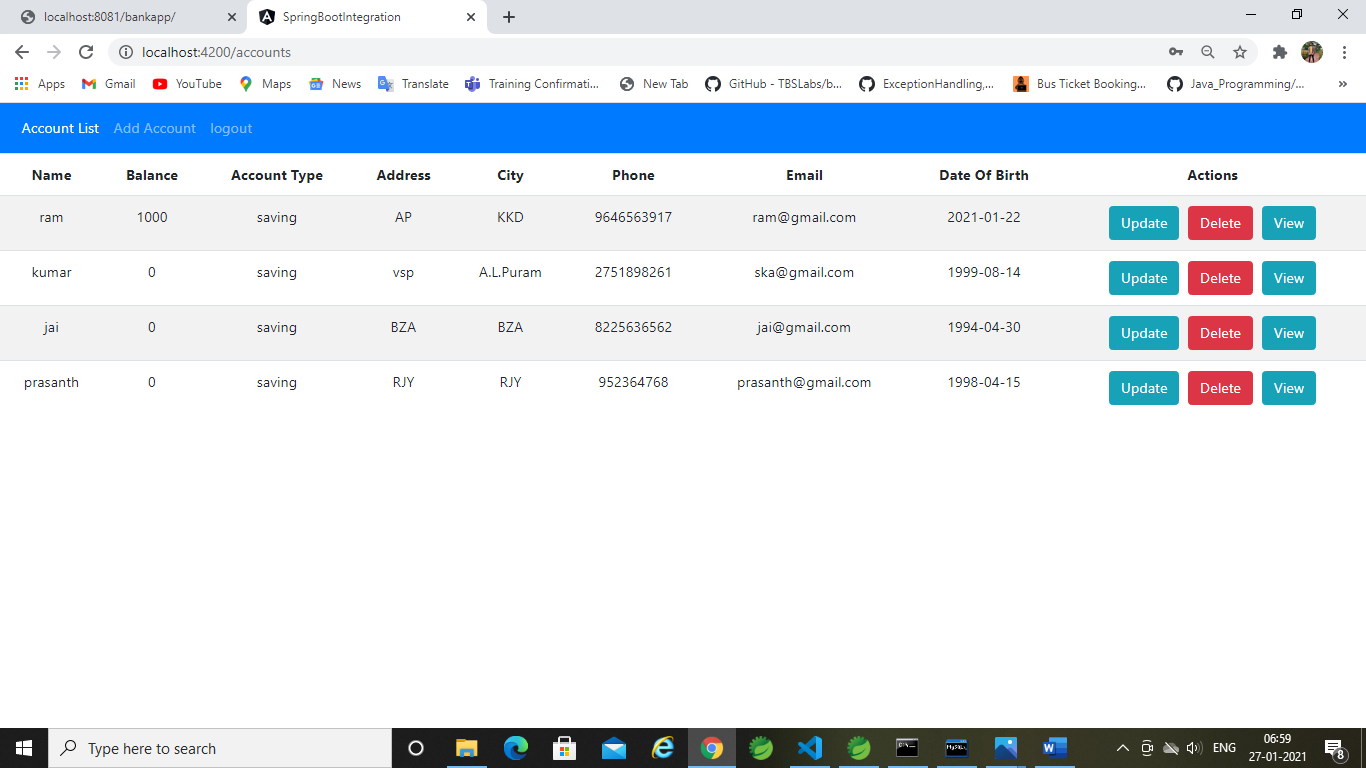 localhost:8081/bankapp/ SpringBootIntegration
localhost:4200/accounts
Apps Gmail YouTube Maps News Translate Training Confirmati... New Tab GitHub - TBSLabs/b... ExceptionHandling,... Bus Ticket Booking... Java_Programming/... »
Account List Add Account logout
Name Balance Account Type Address City Phone Email Date Of Birth Actions
ram 1000 saving AP KKD 9646563917 ram@gmail.com 2021-01-22 Update Delete View
kumar 0 saving vsp A.L.Puram 2751898261 ska@gmail.com 1999-08-14 Update Delete View
jai 0 saving BZA BZA 8225636562 jai@gmail.com 1994-04-30 Update Delete View
prasanth 0 saving RJY RJY 952364768 prasanth@gmail.com 1998-04-15 Update Delete View
Type here to search ENG 06:59
27-01-2021 8